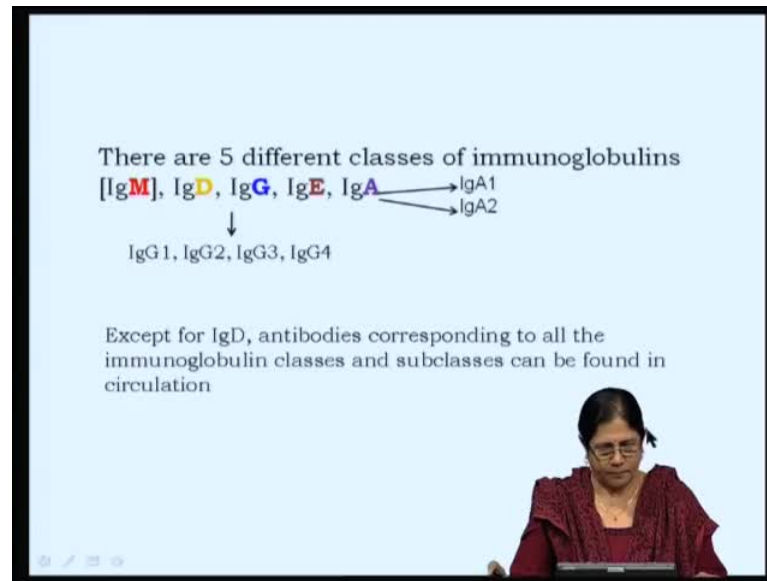 There are 5 different classes of immunoglobulins
[IgM], IgD, IgG, IgE, IgA
IgA1
IgA2
IgG1, IgG2, IgG3, IgG4
Except for IgD, antibodies corresponding to all the
immunoglobulin classes and subclasses can be found in
circulation